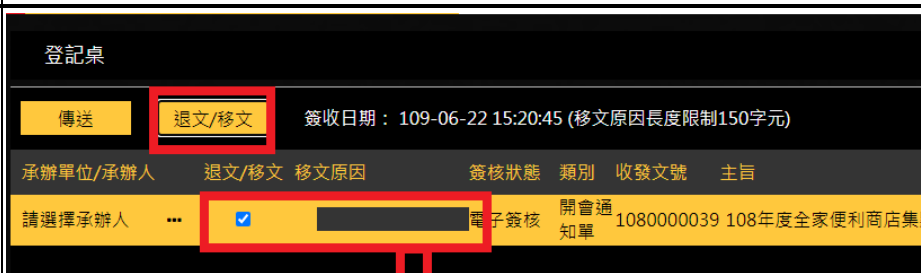 登記桌
傳送 退文/移文 簽收日期： 109-06-22 15:20:45 (移文原因長度限制150字元)
承辦單位/承辦人 退文/移文 移文原因 簽核狀態 類別 收發文號 主旨
請選擇承辦人 ••• 電子簽核 開會通知單 1080000039 108年度全家便利商店集